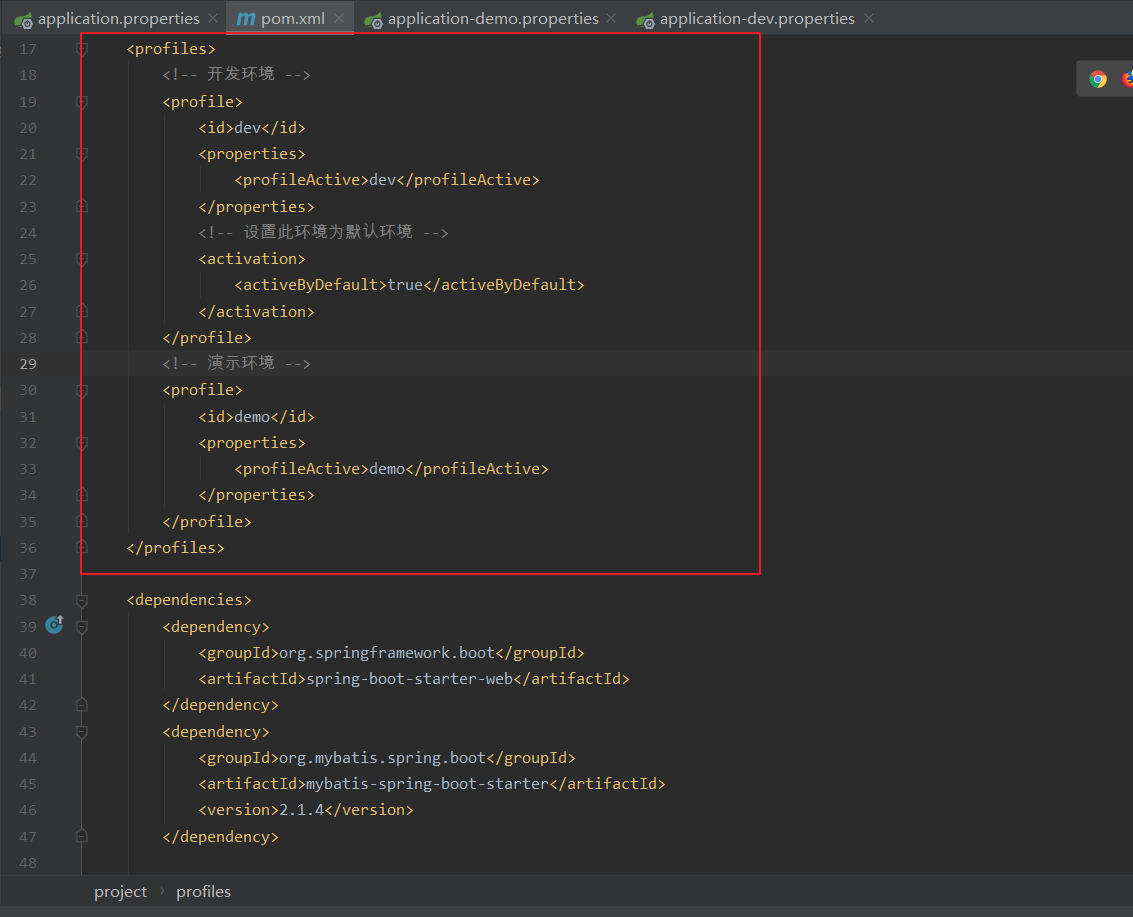 application.properties
pom.xml
application-demo.properties
application-dev.properties
17 <profiles>
18 <!-- 开发环境 -->
19 <profile>
20 <id>dev</id>
21 <properties>
22 <profileActive>dev</profileActive>
23 </properties>
24 <!-- 设置此环境为默认环境 -->
25 <activation>
26 <activeByDefault>true</activeByDefault>
27 </activation>
28 </profile>
29 <!-- 演示环境 -->
30 <profile>
31 <id>demo</id>
32 <properties>
33 <profileActive>demo</profileActive>
34 </properties>
35 </profile>
36 </profiles>
37
38 <dependencies>
39 <dependency>
40 <groupId>org.springframework.boot</groupId>
41 <artifactId>spring-boot-starter-web</artifactId>
42 </dependency>
43 <dependency>
44 <groupId>org.mybatis.spring.boot</groupId>
45 <artifactId>mybatis-spring-boot-starter</artifactId>
46 <version>2.1.4</version>
47 </dependency>
48
project › profiles